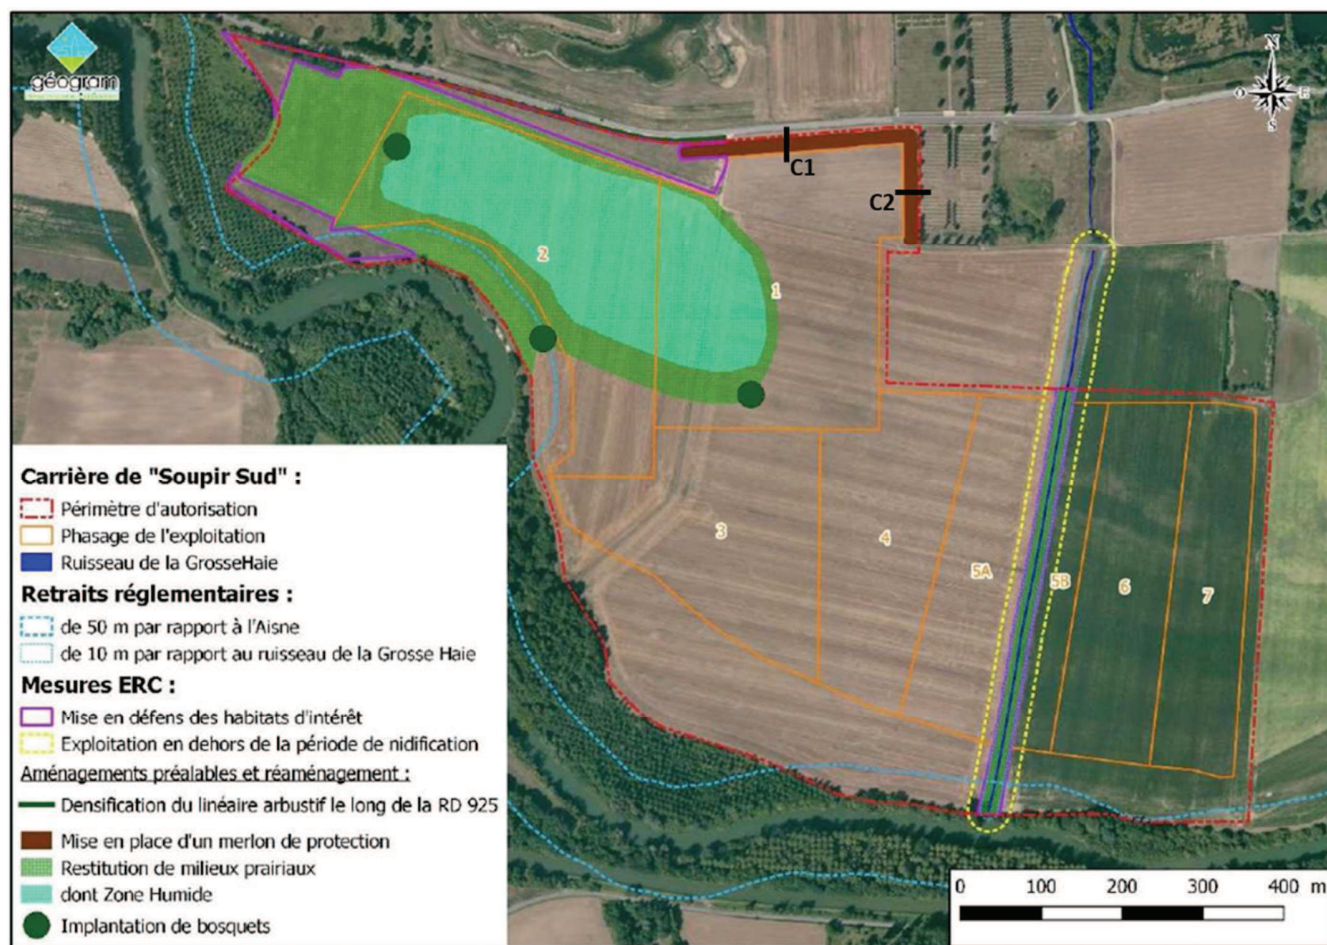 géogram
N
O
E
S
C1
C2
2
1
3
4
5A
5B
6
7
Carrière de "Soupir Sud" :
Périmètre d'autorisation
Phasage de l'exploitation
Ruisseau de la GrosseHaie
Retraits réglementaires :
de 50 m par rapport à l'Aisne
de 10 m par rapport au ruisseau de la Grosse Haie
Mesures ERC :
Mise en défens des habitats d'intérêt
Exploitation en dehors de la période de nidification
Aménagements préalables et réaménagement :
Densification du linéaire arbustif le long de la RD 925
Mise en place d'un merlon de protection
Restitution de milieux prairiaux
dont Zone Humide
Implantation de bosquets
0 100 200 300 400 m